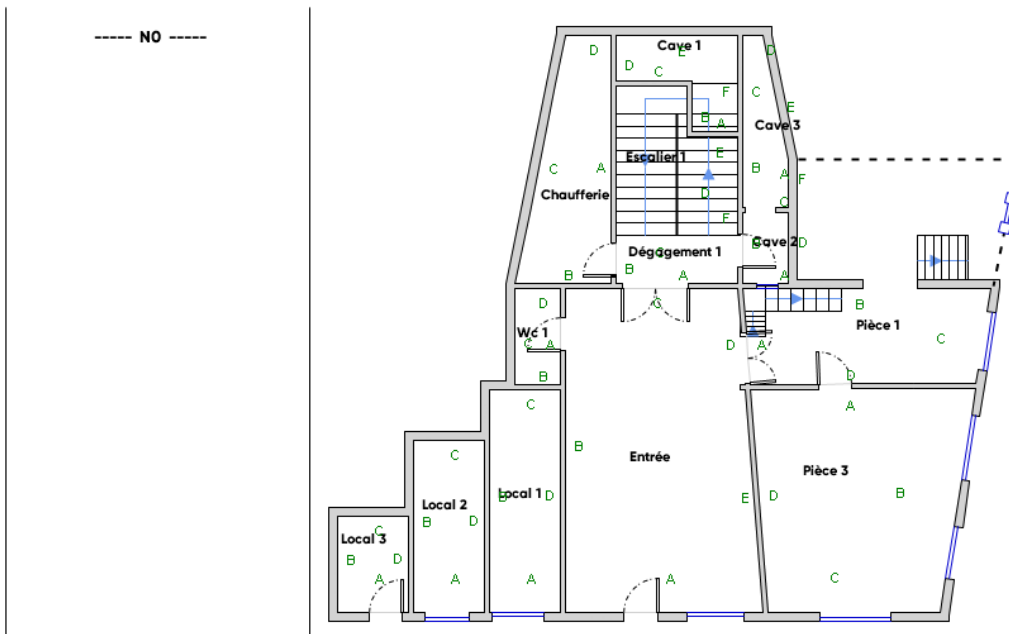 ----- N0 -----
D
Cave 1
E
D
D
C
F
C
E
B
A
Cave 3
Escalier 1
E
C
A
B
A
F
Chaufferie
D
C
F
Dégagement 1
C
B
Cave 2
D
B
B
A
A
D
C
B
Pièce 1
Wc 1
C
A
D
A
C
B
D
C
A
B
Entrée
C
Pièce 3
Local 1
B
D
E
D
B
Local 2
B
D
Local 3
C
B
D
A
A
A
A
C